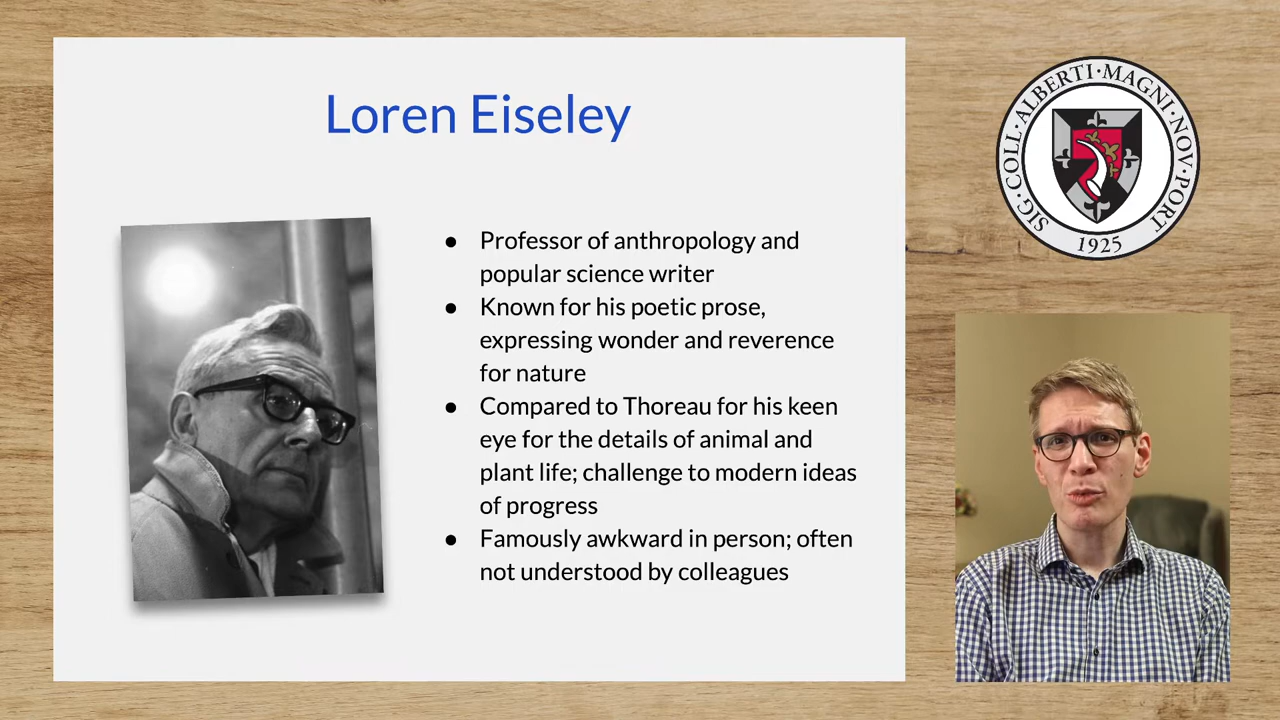 Loren Eiseley
● Professor of anthropology and
popular science writer
● Known for his poetic prose,
expressing wonder and reverence
for nature
● Compared to Thoreau for his keen
eye for the details of animal and
plant life; challenge to modern ideas
of progress
● Famously awkward in person; often
not understood by colleagues
SIG·COLL·ALBERTI·MAGNI·NOV·PORT
1925